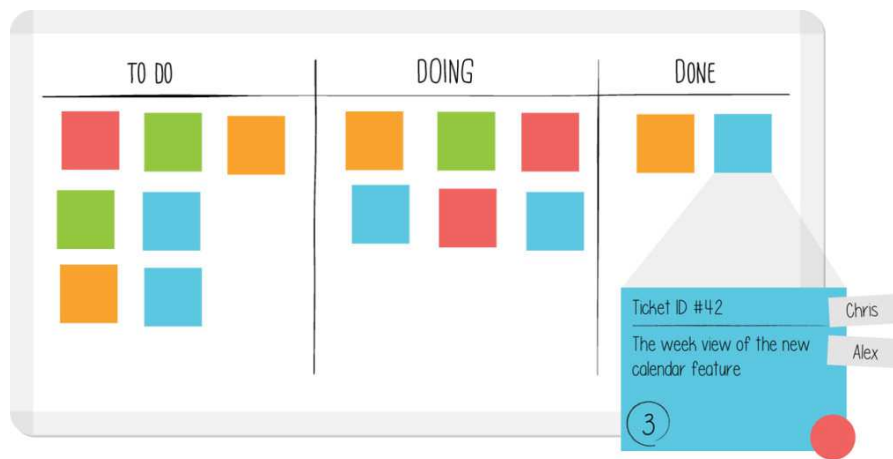 TO DO
DOING
DONE
Ticket ID #42
Chris
The week view of the new
Alex
calendar feature
3